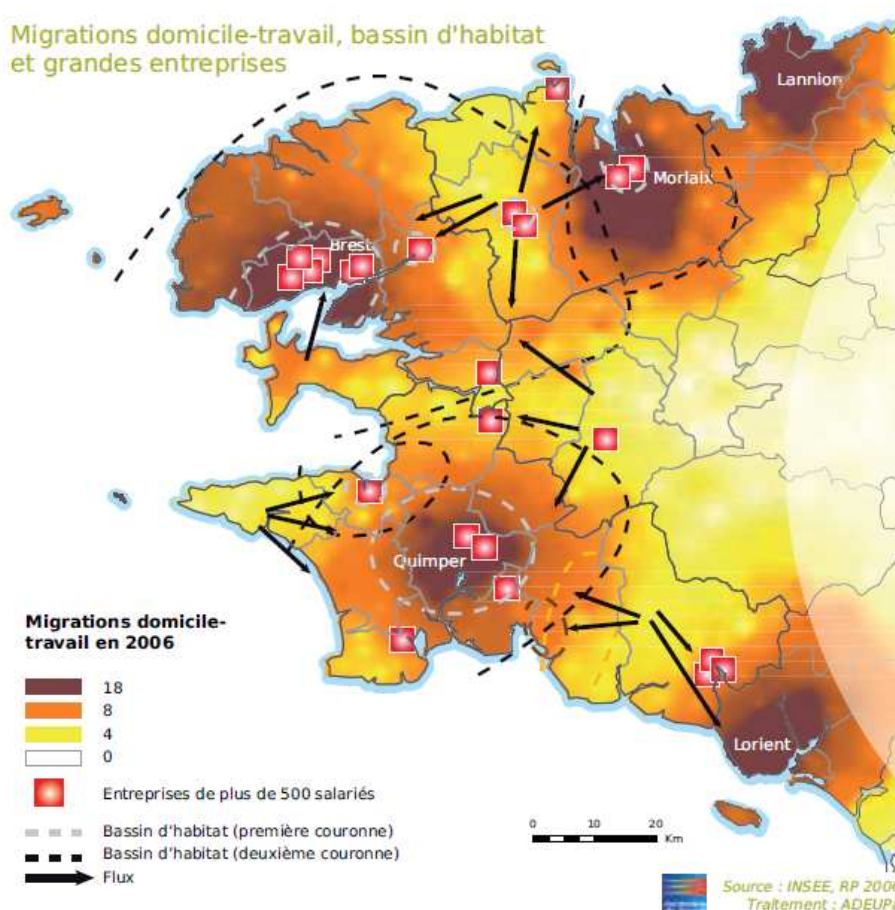 Migrations domicile-travail, bassin d'habitat
et grandes entreprises
Lannion
Morlaix
Brest
Quimper
Lorient
Migrations domicile-
travail en 2006
18
8
4
0
Entreprises de plus de 500 salariés
Bassin d'habitat (première couronne)
Bassin d'habitat (deuxième couronne)
Flux
0 10 20
Km
Source : INSEE, RP 2006
Traitement : ADEUP